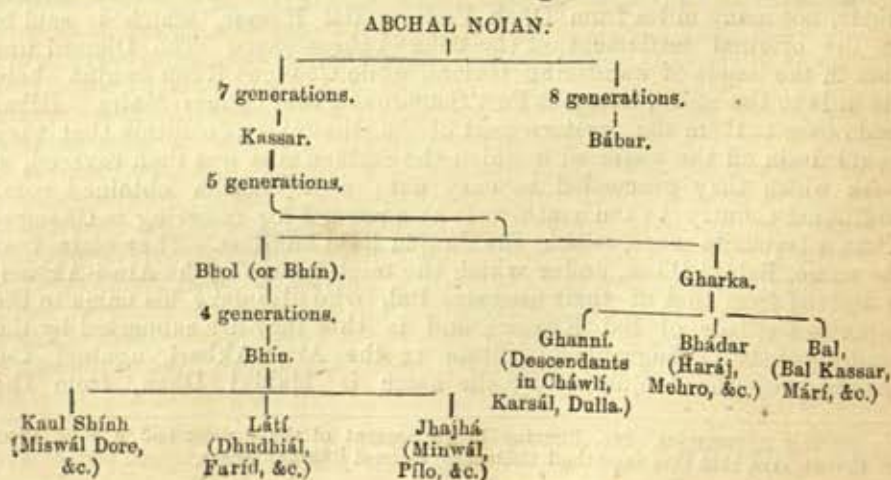 ABCHAL NOIAN.
7 generations.
8 generations.
Kassar.
Bábar.
5 generations.
Bhol (or Bhín).
Gharka.
4 generations.
Bhín.
Ghanní.
(Descendants
in Cháwlí,
Karsál, Dulla.)
Bhádar
(Haráj,
Mehro, &c.)
Bal,
(Bal Kassar,
Márí, &c.)
Kaul Shính
(Miswál Dore,
&c.)
Látí
(Dhudhiál,
Faríd, &c.)
Jhajhá
(Minwál,
Pílo, &c.)